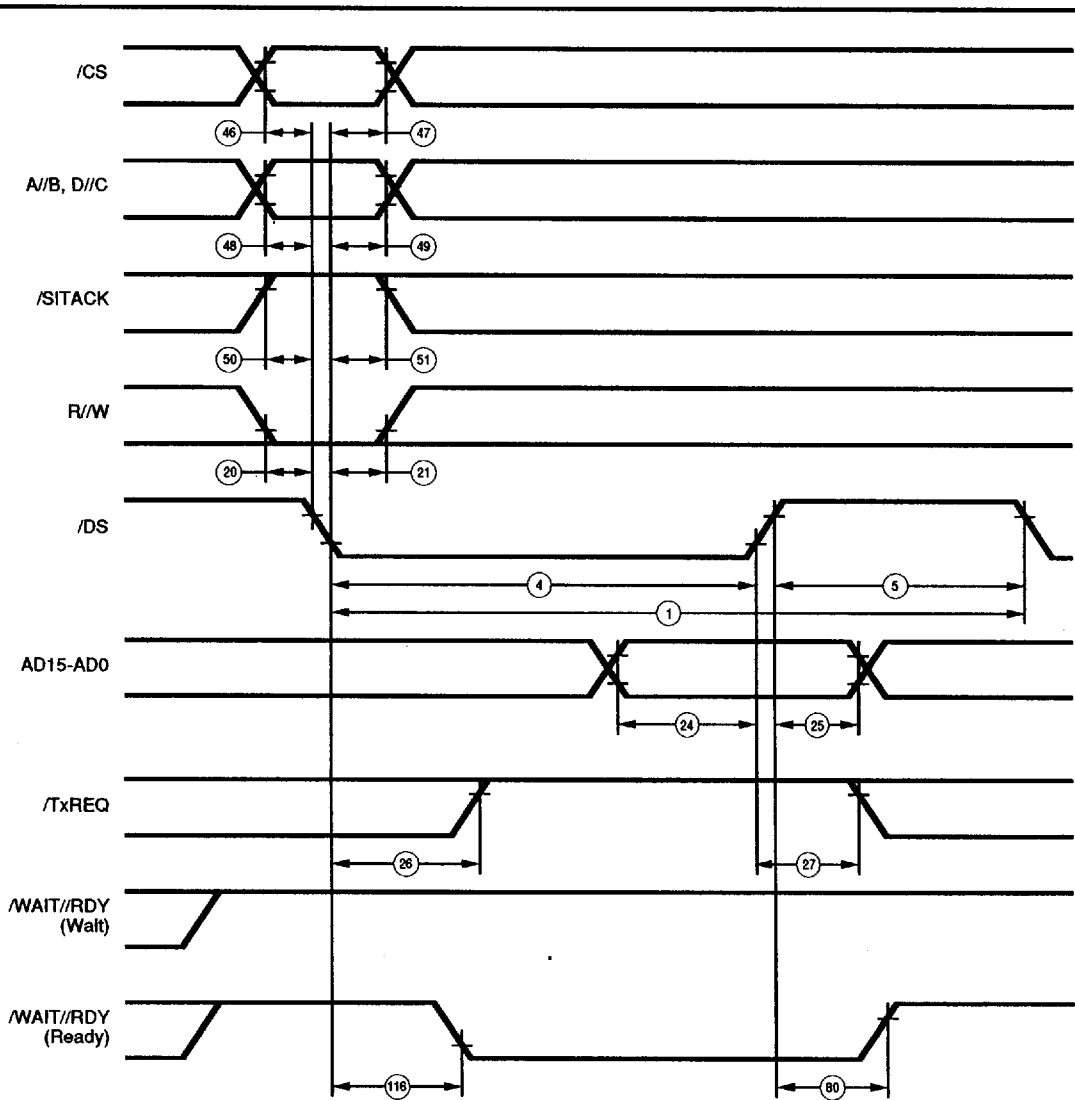 /CS
46 47
A//B, D//C
48 49
/SITACK
50 51
R//W
20 21
/DS
4 5
1
AD15-AD0
24 25
/TxREQ
26 27
/WAIT//RDY
(Wait)
/WAIT//RDY
(Ready)
116 80